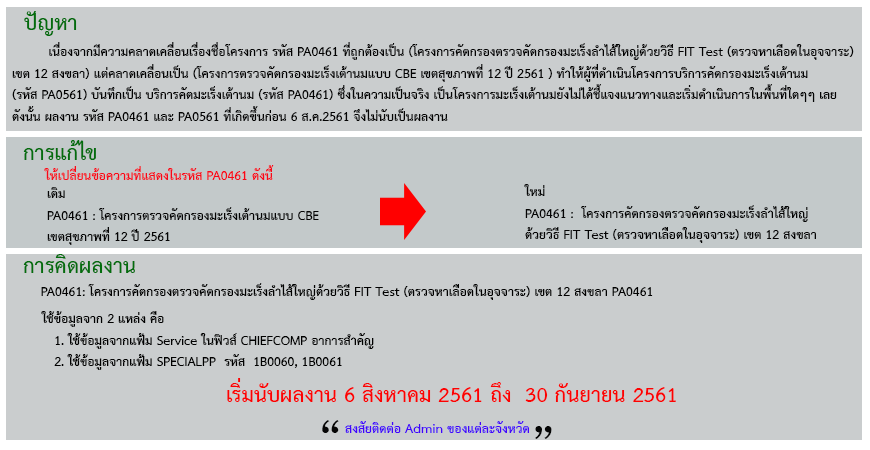 ปัญหา
เนื่องจากมีความคลาดเคลื่อนเรื่องชื่อโครงการ รหัส PA0461 ที่ถูกต้องเป็น (โครงการคัดกรองตรวจคัดกรองมะเร็งลำไส้ใหญ่ด้วยวิธี FIT Test (ตรวจหาเลือดในอุจจาระ)
เขต 12 สงขลา) แต่คลาดเคลื่อนเป็น (โครงการตรวจคัดกรองมะเร็งเต้านมแบบ CBE เขตสุขภาพที่ 12 ปี 2561 ) ทำให้ผู้ที่ดำเนินโครงการบริการคัดกรองมะเร็งเต้านม
(รหัส PA0561) บันทึกเป็น บริการคัดมะเร็งเต้านม (รหัส PA0461) ซึ่งในความเป็นจริง เป็นโครงการมะเร็งเต้านมยังไม่ได้ชี้แจงแนวทางและเริ่มดำเนินการในพื้นที่ใดๆๆ เลย
ดังนั้น ผลงาน รหัส PA0461 และ PA0561 ที่เกิดขึ้นก่อน 6 ส.ค.2561 จึงไม่นับเป็นผลงาน
การแก้ไข
ให้เปลี่ยนข้อความที่แสดงในรหัส PA0461 ดังนี้
เดิม
PA0461 : โครงการตรวจคัดกรองมะเร็งเต้านมแบบ CBE
เขตสุขภาพที่ 12 ปี 2561
ใหม่
PA0461 : โครงการคัดกรองตรวจคัดกรองมะเร็งลำไส้ใหญ่
ด้วยวิธี FIT Test (ตรวจหาเลือดในอุจจาระ) เขต 12 สงขลา
การคิดผลงาน
PA0461: โครงการคัดกรองตรวจคัดกรองมะเร็งลำไส้ใหญ่ด้วยวิธี FIT Test (ตรวจหาเลือดในอุจจาระ) เขต 12 สงขลา PA0461
ใช้ข้อมูลจาก 2 แหล่ง คือ
1. ใช้ข้อมูลจากแฟ้ม Service ในฟิวส์ CHIEFCOMP อาการสำคัญ
2. ใช้ข้อมูลจากแฟ้ม SPECIALPP รหัส 1B0060, 1B0061
เริ่มนับผลงาน 6 สิงหาคม 2561 ถึง 30 กันยายน 2561
“ สงสัยติดต่อ Admin ของแต่ละจังหวัด ”